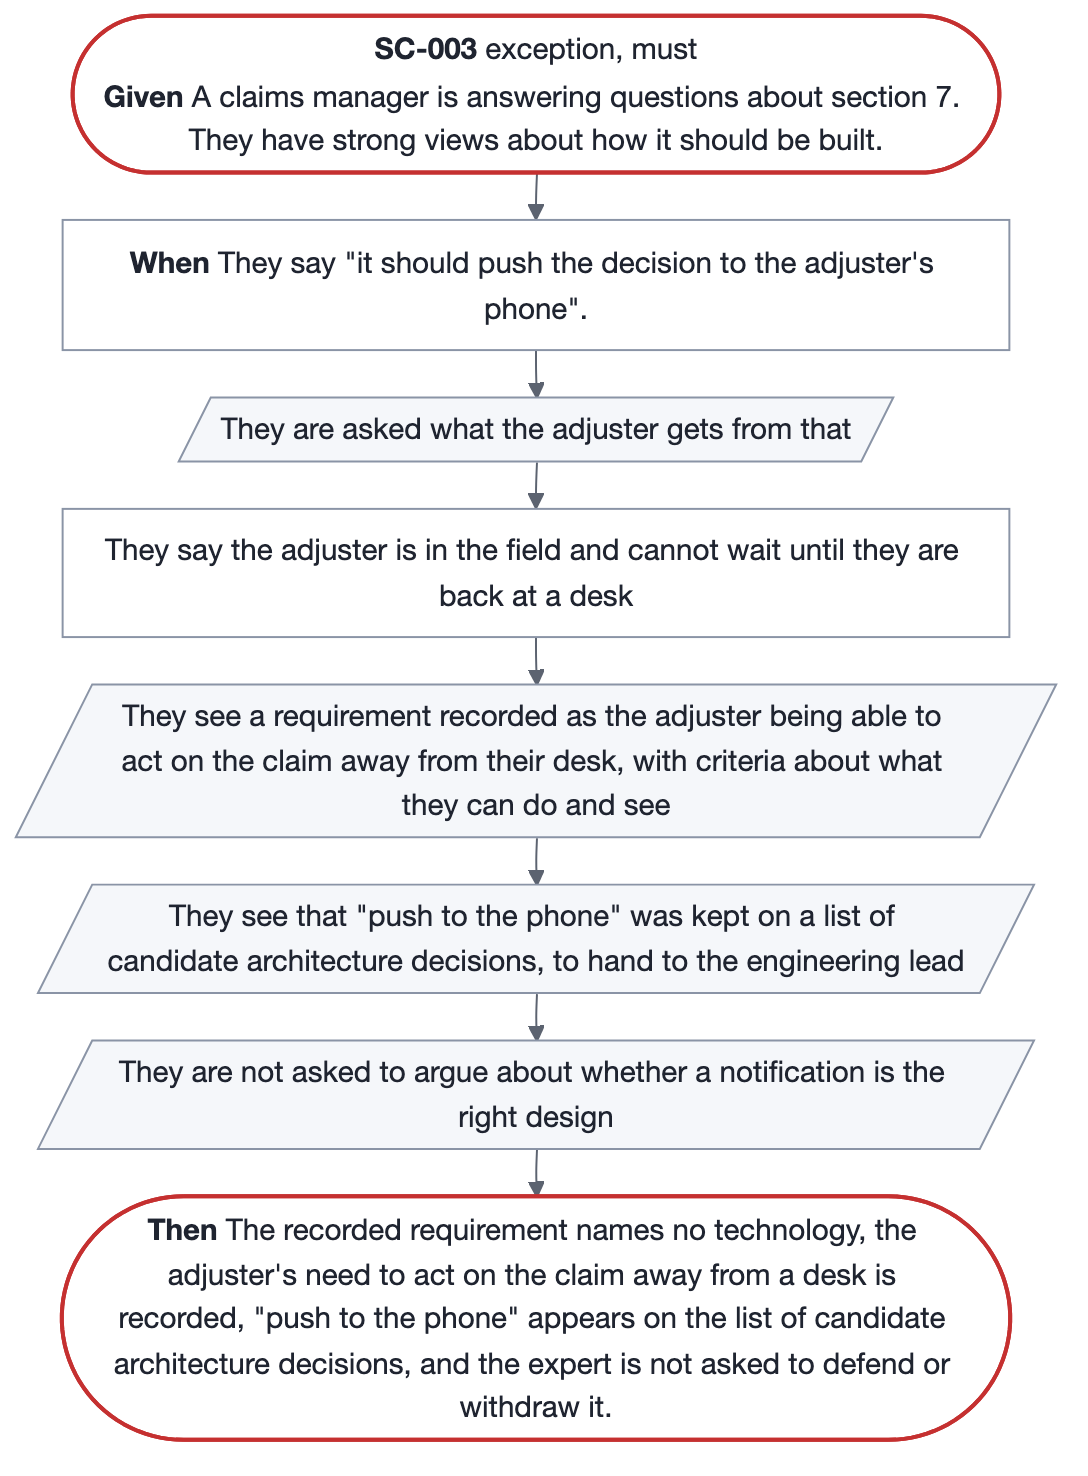 SC-003 exception, must
Given A claims manager is answering questions about section 7.
They have strong views about how it should be built.
When They say "it should push the decision to the adjuster's
phone".
They are asked what the adjuster gets from that
They say the adjuster is in the field and cannot wait until they are
back at a desk
They see a requirement recorded as the adjuster being able to
act on the claim away from their desk, with criteria about what
they can do and see
They see that "push to the phone" was kept on a list of
candidate architecture decisions, to hand to the engineering lead
They are not asked to argue about whether a notification is the
right design
Then The recorded requirement names no technology, the
adjuster's need to act on the claim away from a desk is
recorded, "push to the phone" appears on the list of candidate
architecture decisions, and the expert is not asked to defend or
withdraw it.